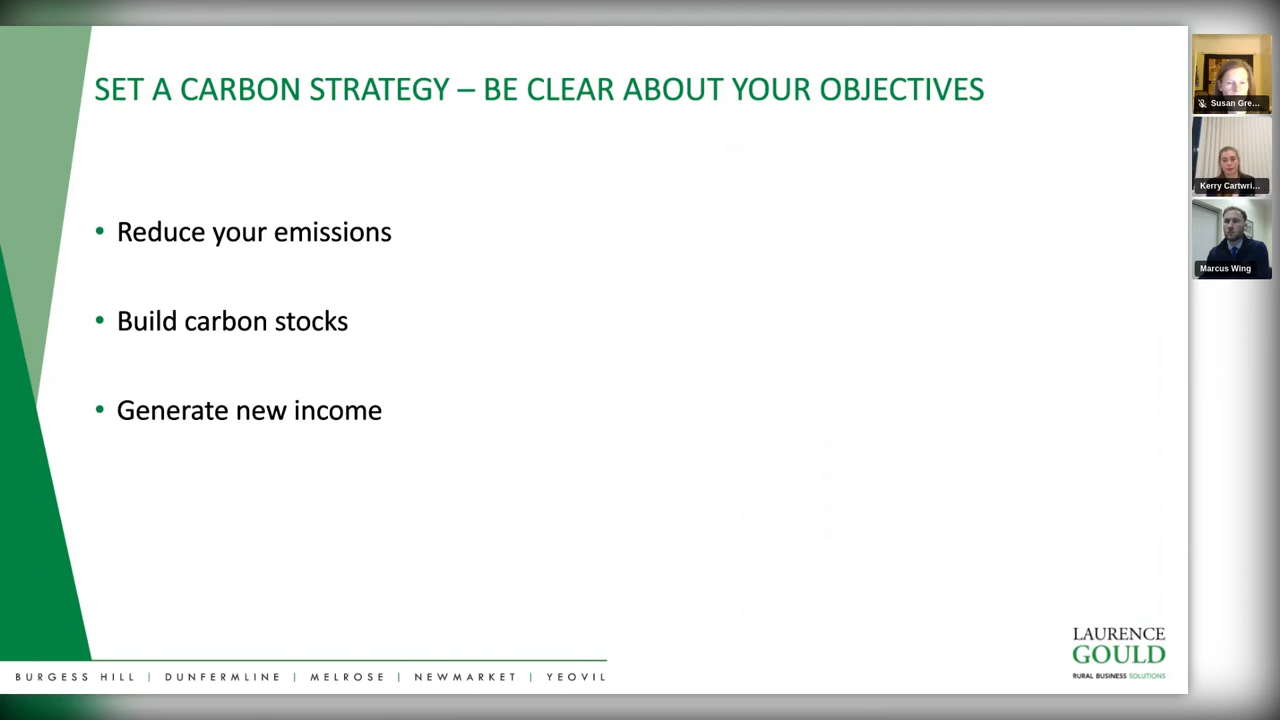 SET A CARBON STRATEGY – BE CLEAR ABOUT YOUR OBJECTIVES
• Reduce your emissions
• Build carbon stocks
• Generate new income
LAURENCE
GOULD
RURAL BUSINESS SOLUTIONS
BURGESS HILL | DUNFERMLINE | MELROSE | NEWMARKET | YEOVIL
Susan Gre...
Kerry Cartwri...
Marcus Wing